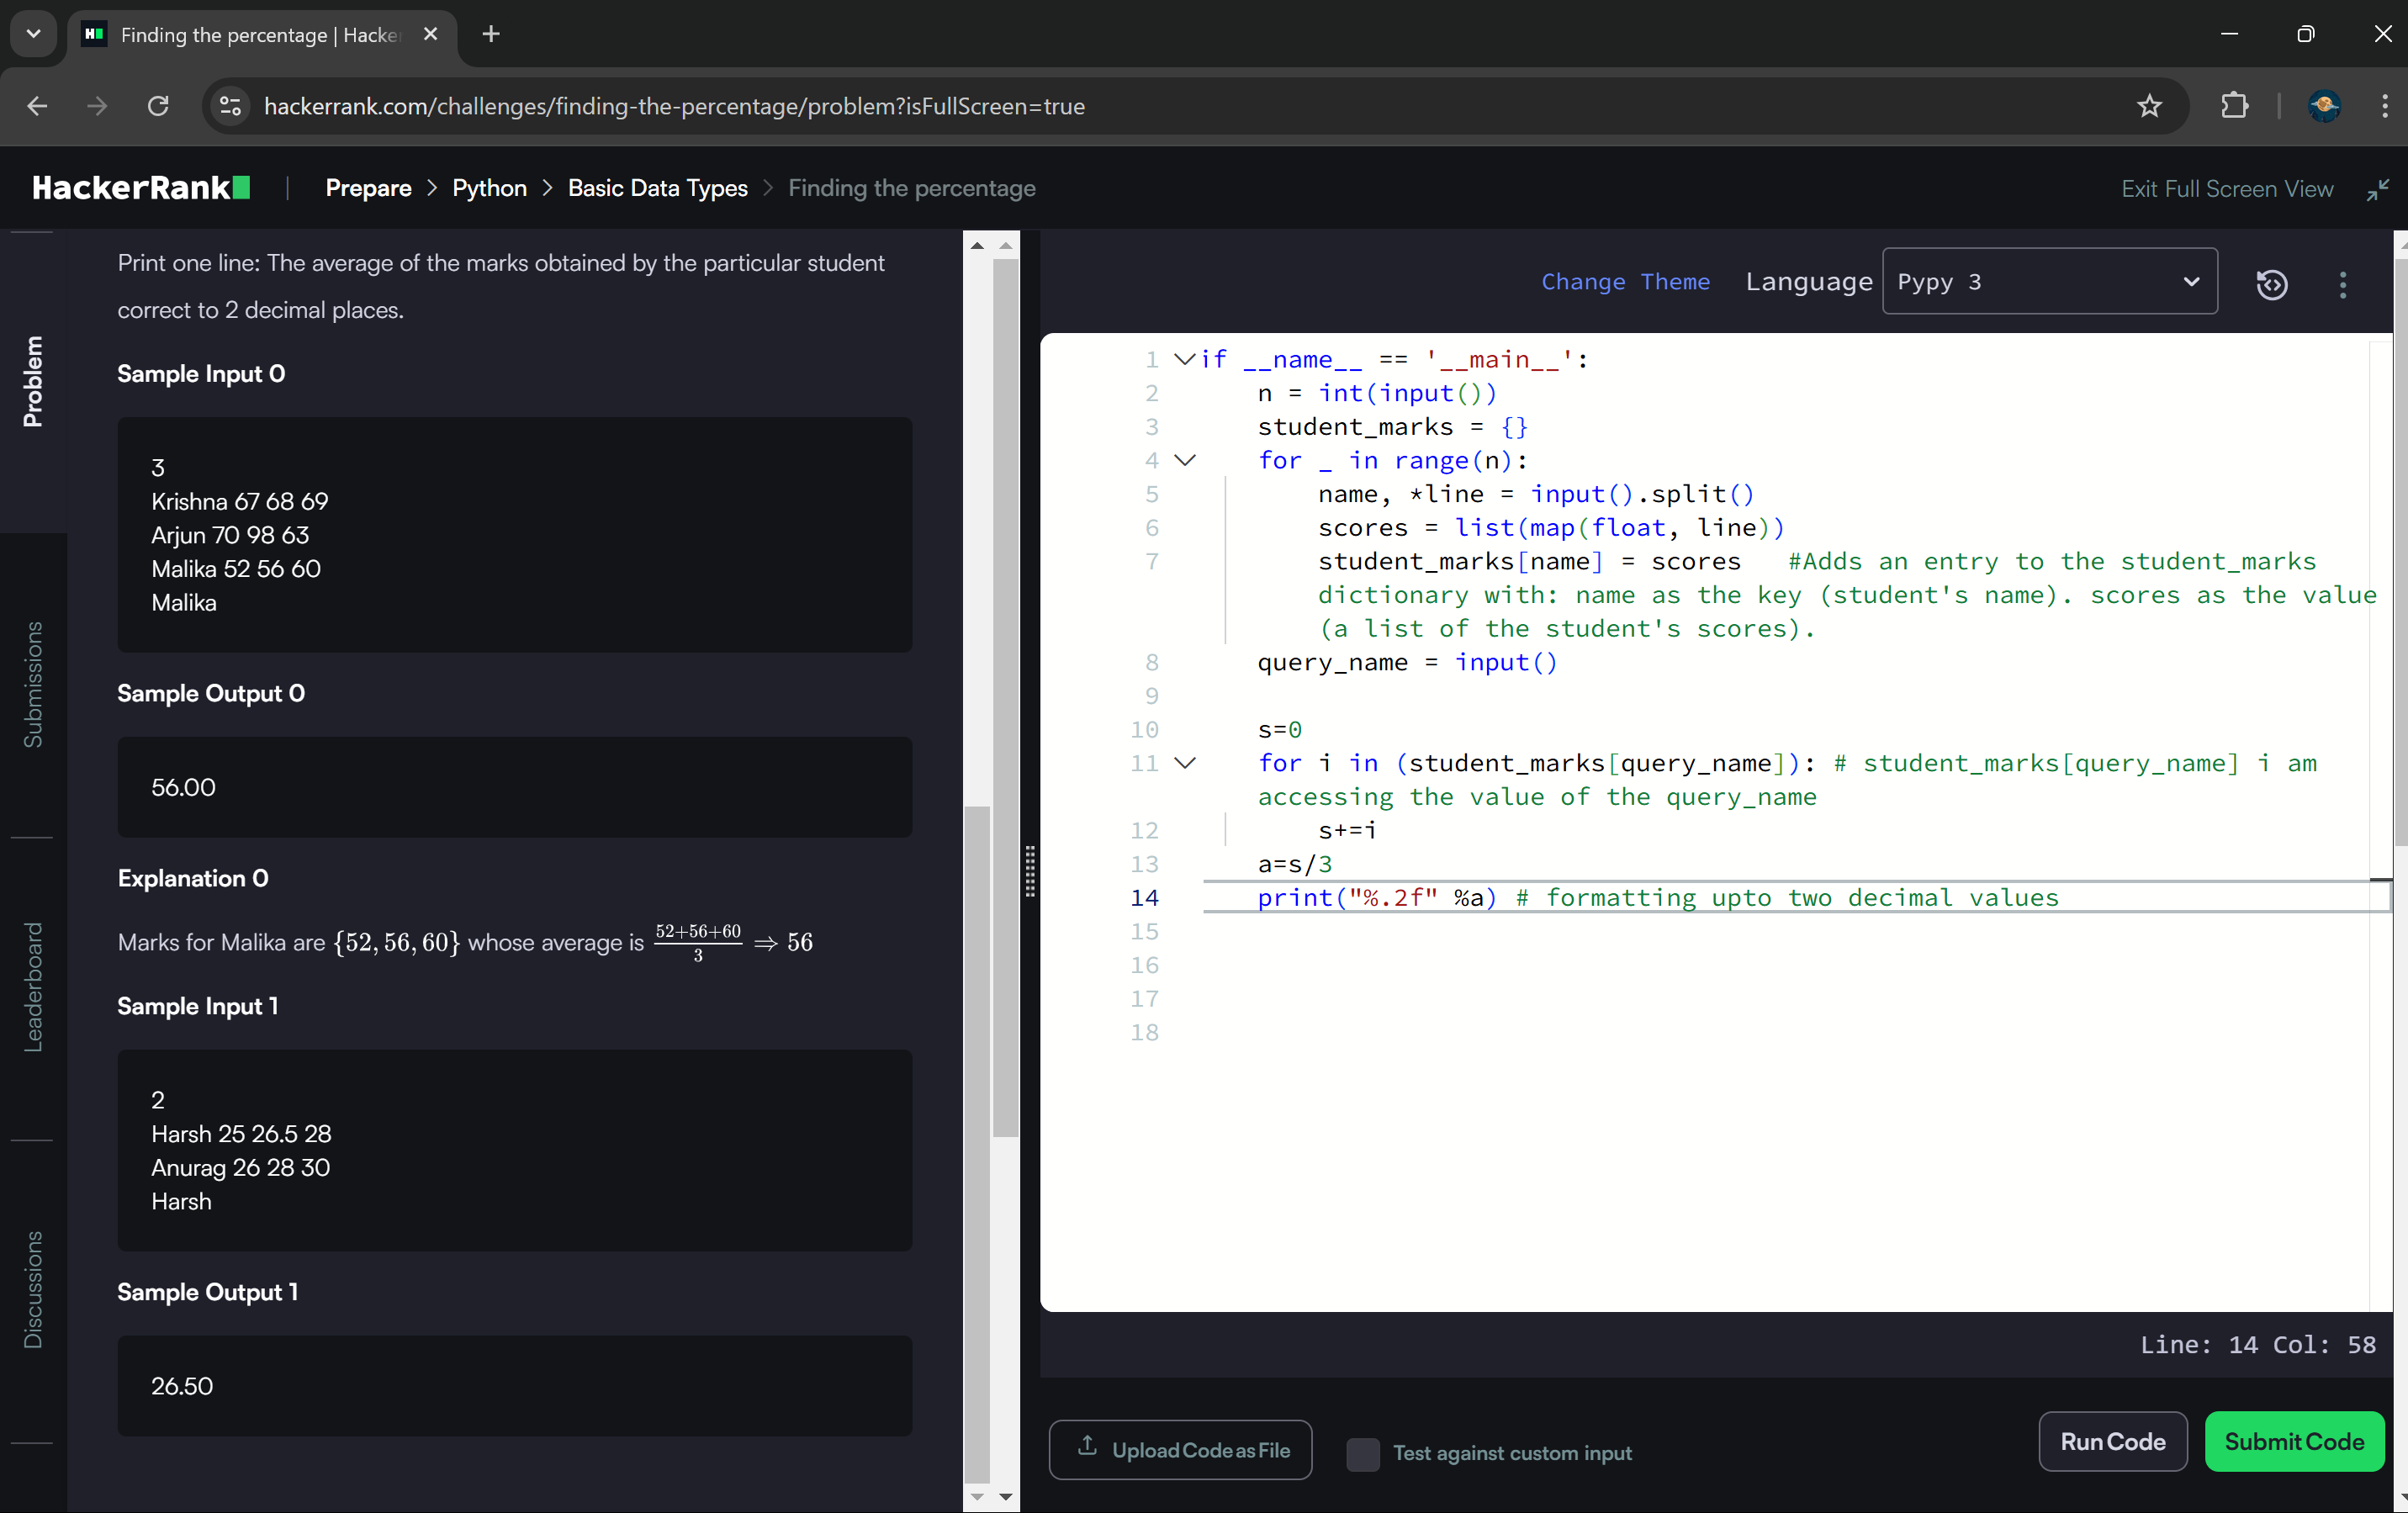 Finding the percentage | Hacke
hackerrank.com/challenges/finding-the-percentage/problem?isFullScreen=true
HackerRank
Prepare > Python > Basic Data Types > Finding the percentage
Exit Full Screen View
Problem
Submissions
Leaderboard
Discussions
Print one line: The average of the marks obtained by the particular student
correct to 2 decimal places.
Sample Input 0
3
Krishna 67 68 69
Arjun 70 98 63
Malika 52 56 60
Malika
Sample Output 0
56.00
Explanation 0
Marks for Malika are {52, 56, 60} whose average is 52+56+60/3 ⇒ 56
Sample Input 1
2
Harsh 25 26.5 28
Anurag 26 28 30
Harsh
Sample Output 1
26.50
Change Theme Language Pypy 3
1 if __name__ == '__main__':
2 n = int(input())
3 student_marks = {}
4 for _ in range(n):
5 name, *line = input().split()
6 scores = list(map(float, line))
7 student_marks[name] = scores #Adds an entry to the student_marks
dictionary with: name as the key (student's name). scores as the value
(a list of the student's scores).
8 query_name = input()
9
10 s=0
11 for i in (student_marks[query_name]): # student_marks[query_name] i am
accessing the value of the query_name
12 s+=i
13 a=s/3
14 print("%.2f" %a) # formatting upto two decimal values
15
16
17
18
Line: 14 Col: 58
Upload Code as File
Test against custom input
Run Code
Submit Code